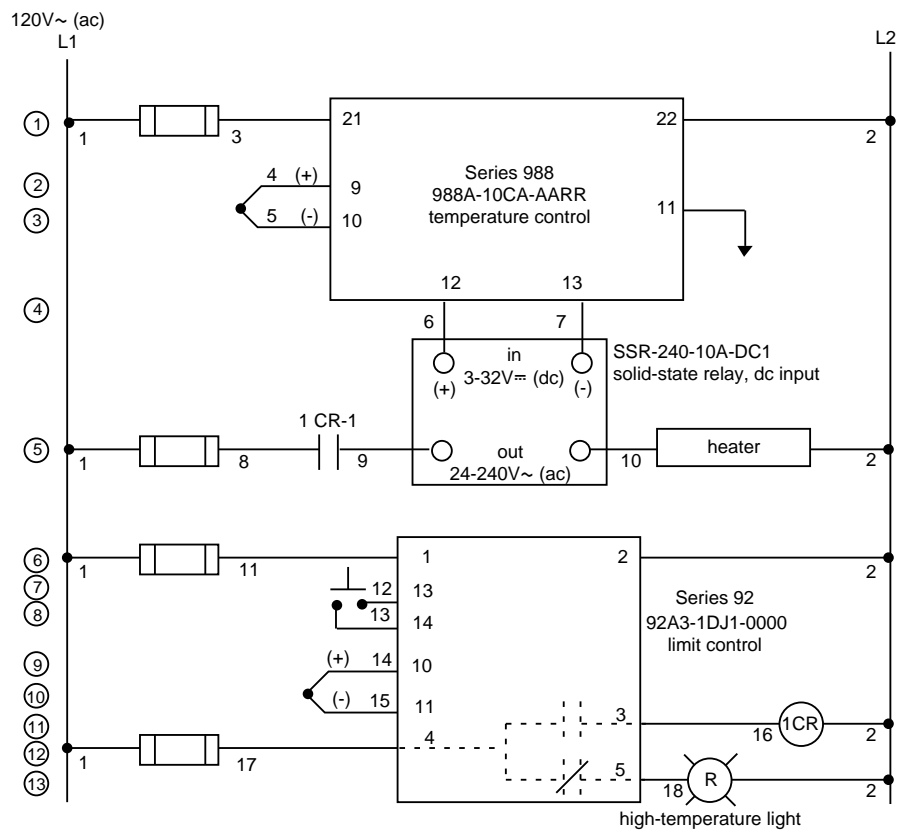 120V~ (ac)
L1
L2
1
1
3
21
22
2
2
4 (+)
9
Series 988
988A-10CA-AARR
temperature control
3
5 (-)
10
11
12
13
4
6
7
in
3-32V⎓ (dc)
(+)
(-)
SSR-240-10A-DC1
solid-state relay, dc input
1 CR-1
5
1
8
9
out
24-240V~ (ac)
10
heater
2
6
1
11
1
2
2
7
12
13
8
13
14
Series 92
92A3-1DJ1-0000
limit control
9
(+) 14
10
10
(-) 15
11
11
3
16
1CR
2
12
1
17
4
13
5
18
R
2
high-temperature light